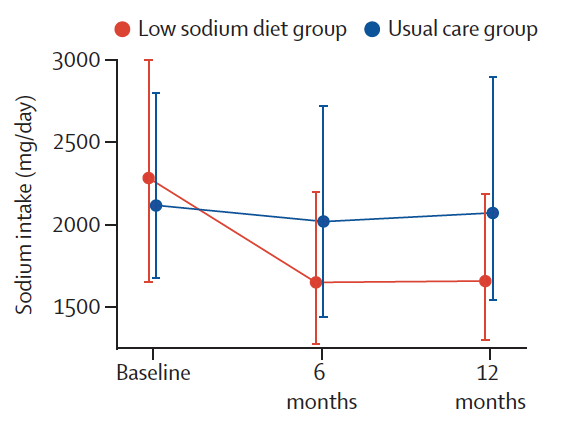 Low sodium diet group Usual care group
3000
2500
2000
1500
Sodium intake (mg/day)
Baseline 6 12
months months